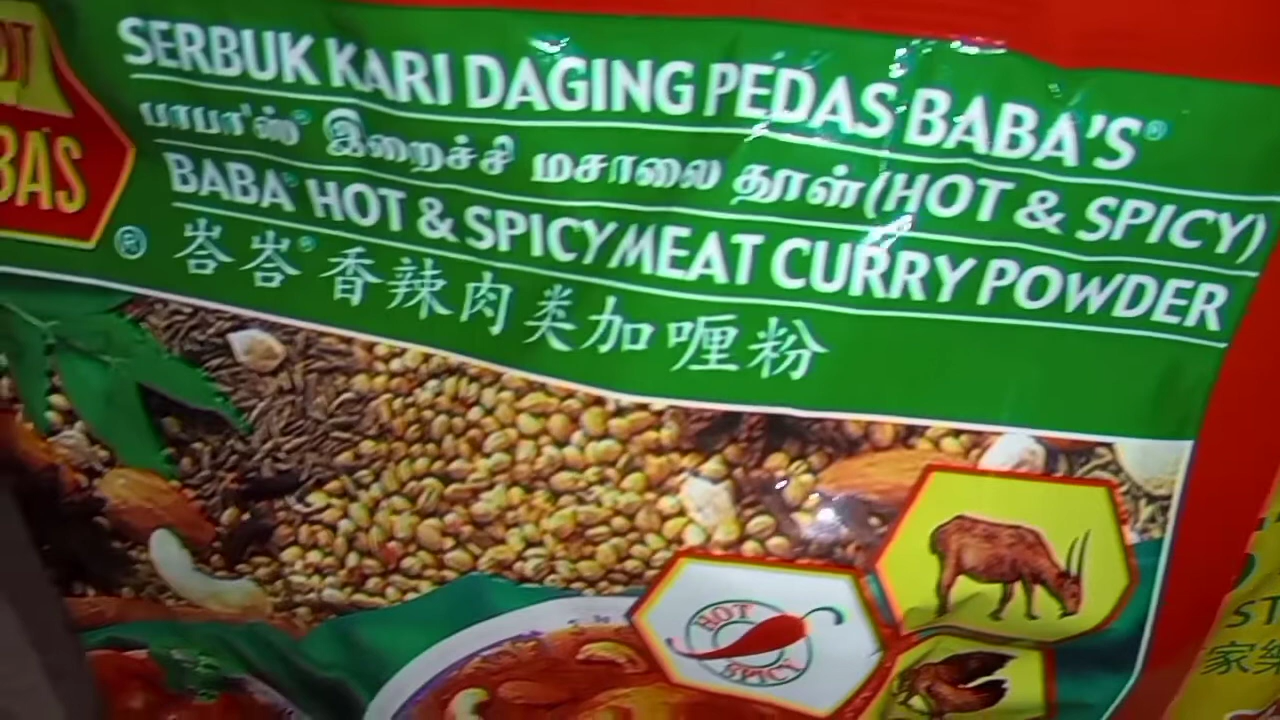 SERBUK KARI DAGING PEDAS BABA'S®
பாபா'ஸ்® இறைச்சி மசாலை தூள் (HOT & SPICY)
BABA'S HOT & SPICY MEAT CURRY POWDER
峇峇® 香辣肉类加喱粉
BAS
®
HOT
SPICY